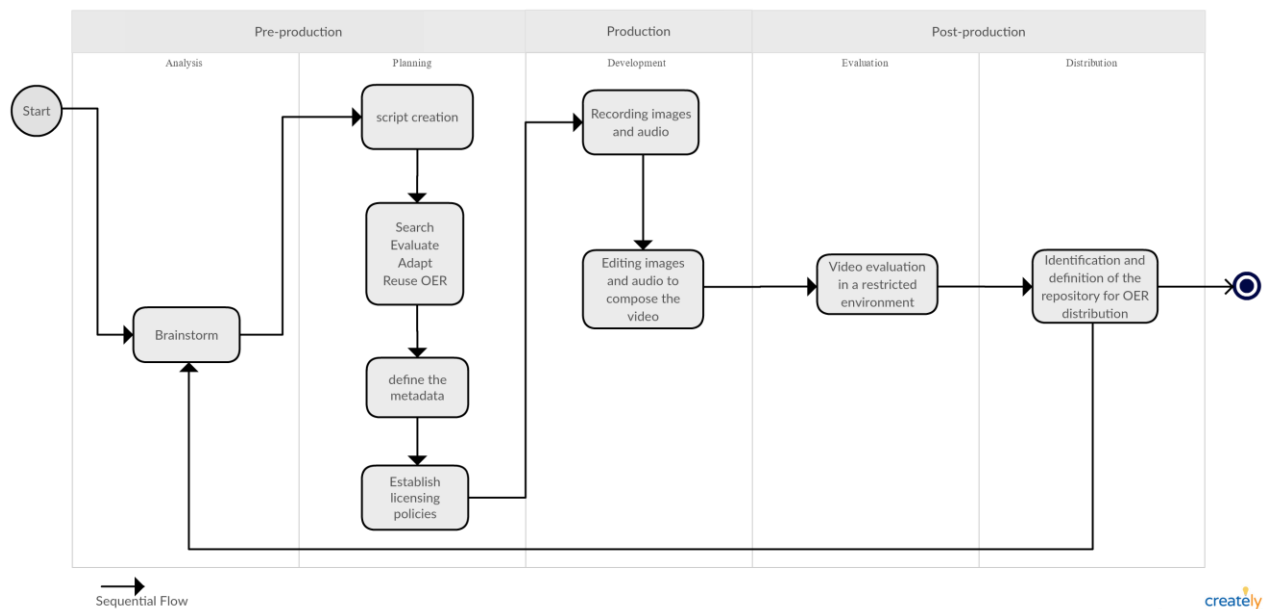 Pre-production
Production
Post-production
Analysis
Planning
Development
Evaluation
Distribution
Start
Brainstorm
script creation
Search
Evaluate
Adapt
Reuse OER
define the
metadata
Establish
licensing
policies
Recording images
and audio
Editing images
and audio to
compose the
video
Video evaluation
in a restricted
environment
Identification and
definition of the
repository for OER
distribution
Sequential Flow
creately